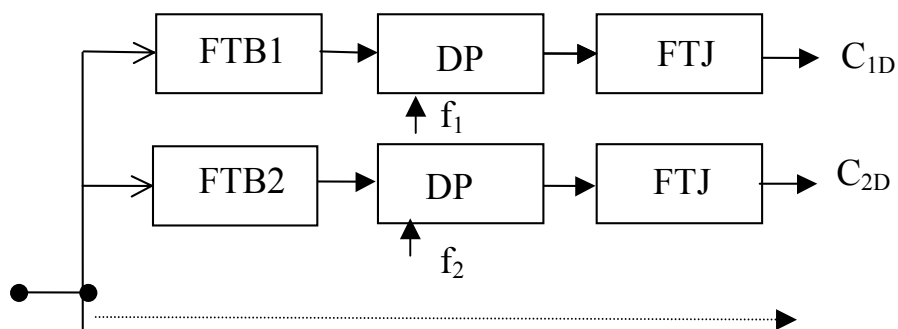 FTB1 DP FTJ C₁D
f₁
FTB2 DP FTJ C₂D
f₂